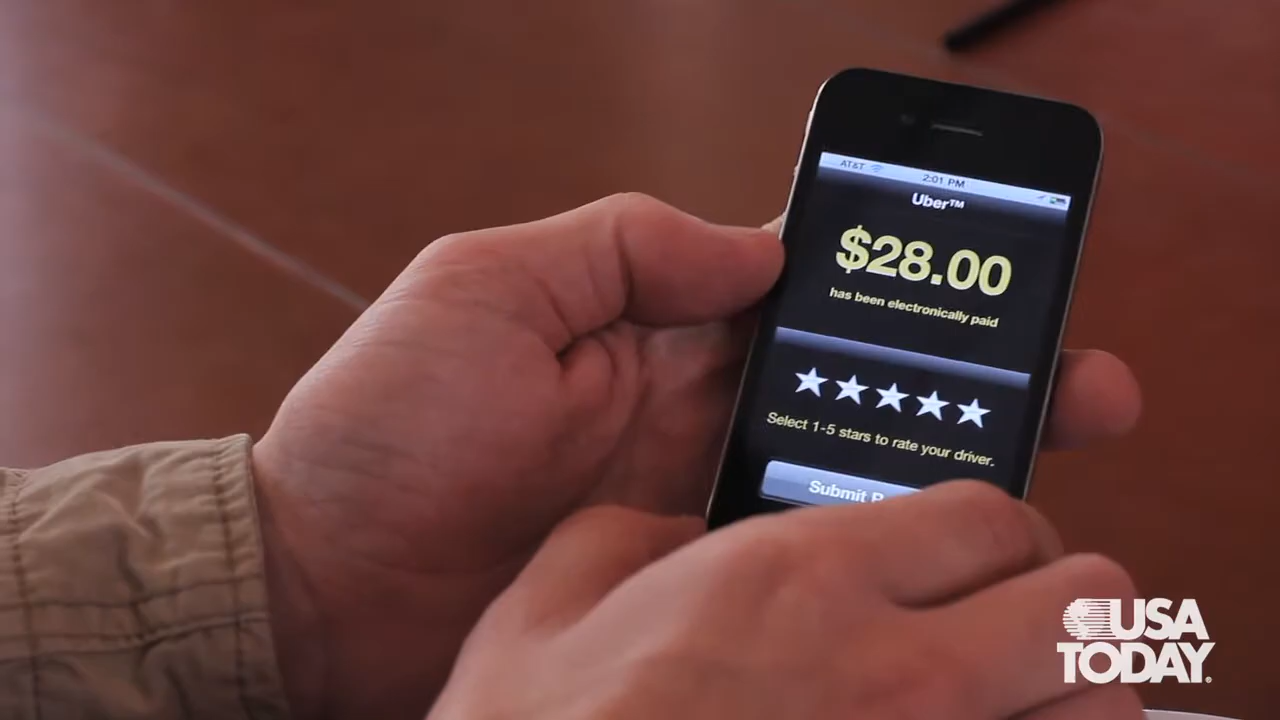 AT&T
2:01 PM
Uber™
$28.00
has been electronically paid
Select 1-5 stars to rate your driver.
Submit
USA
TODAY